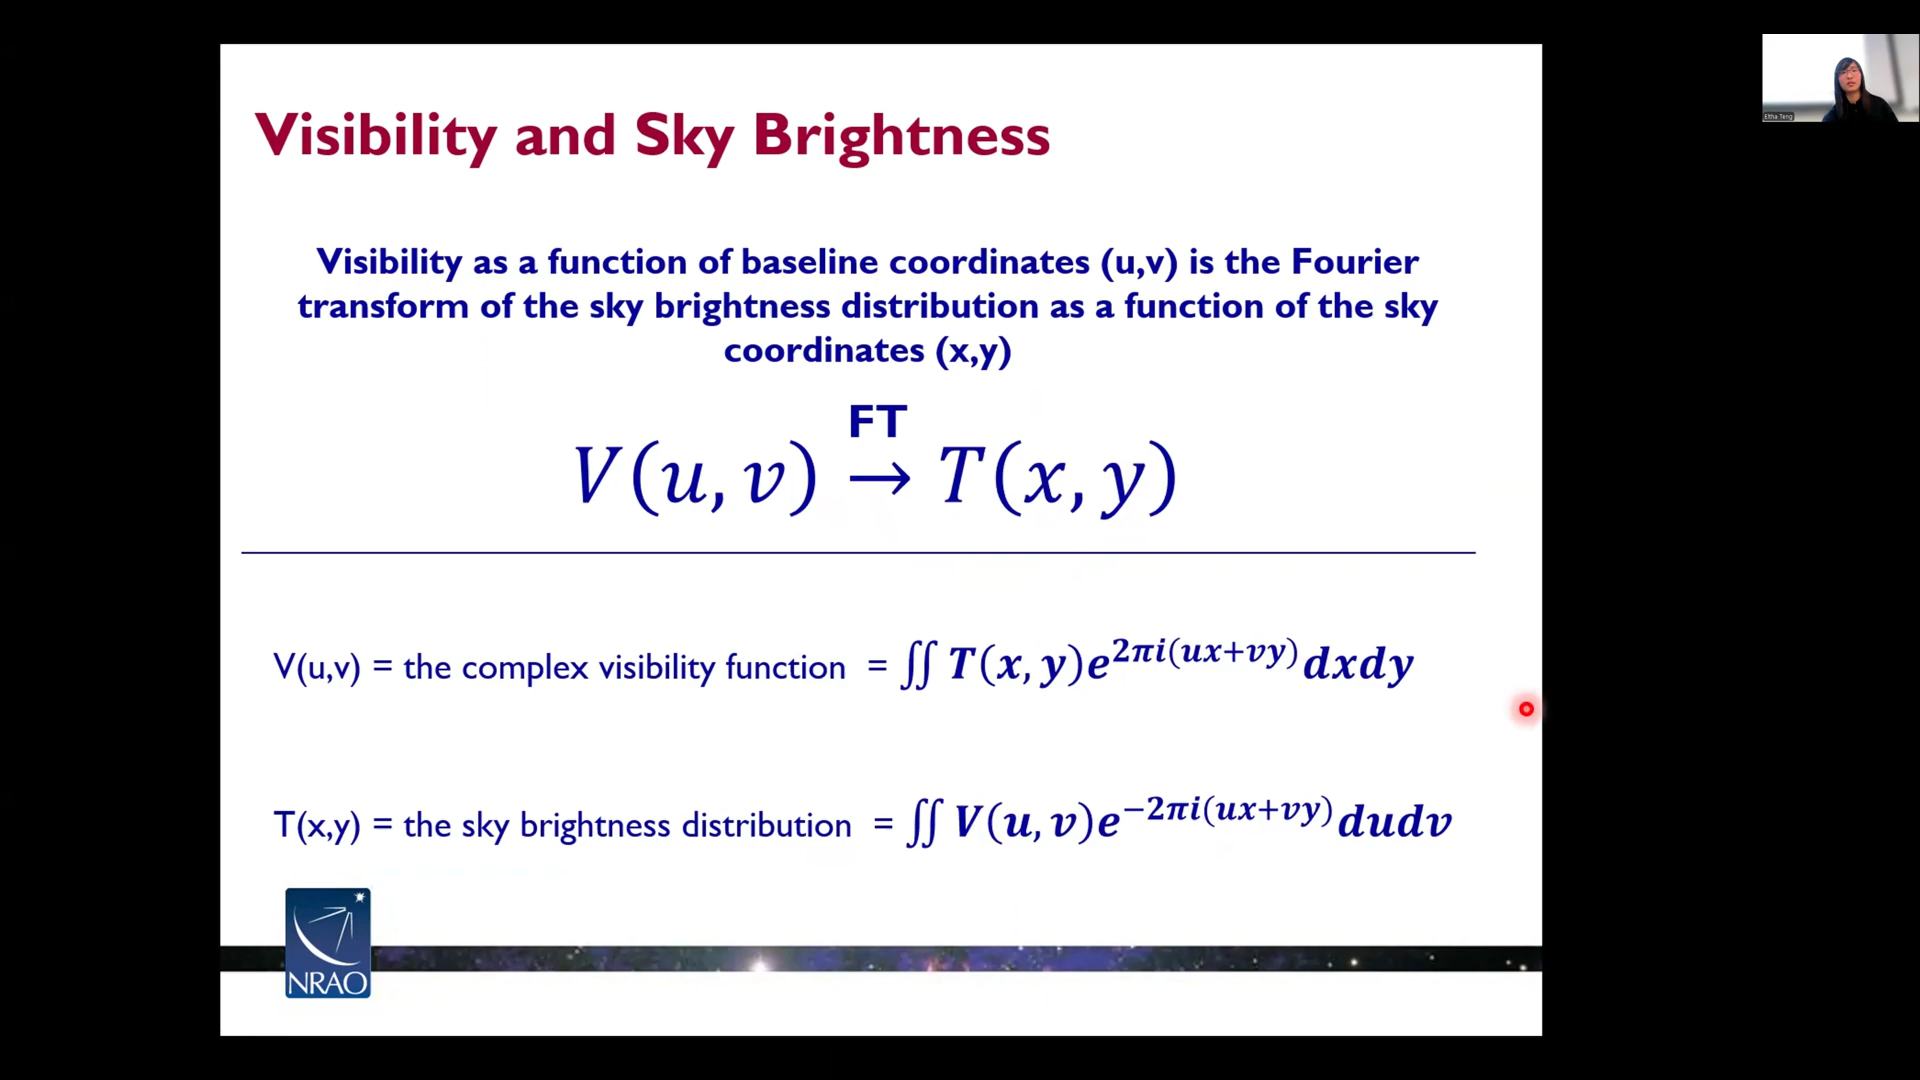 Visibility and Sky Brightness
Visibility as a function of baseline coordinates (u,v) is the Fourier
transform of the sky brightness distribution as a function of the sky
coordinates (x,y)
FT
V(u, v) → T(x, y)
V(u,v) = the complex visibility function = ∬ T(x, y)e^{2πi(ux+vy)}dxdy
T(x,y) = the sky brightness distribution = ∬ V(u, v)e^{−2πi(ux+vy)}dudv
NRAO
Eltha Teng